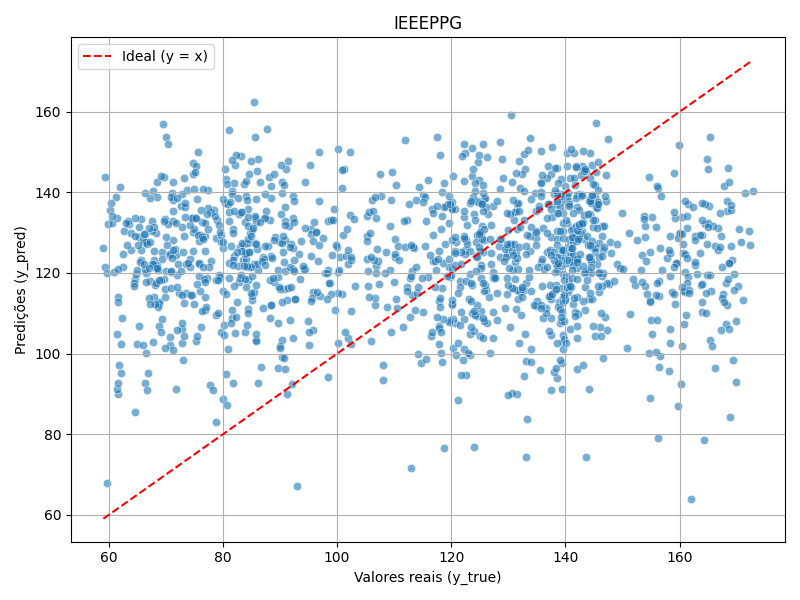 IEEEPPG
Ideal (y = x)
Predições (y_pred)
160
140
120
100
80
60
60 80 100 120 140 160
Valores reais (y_true)